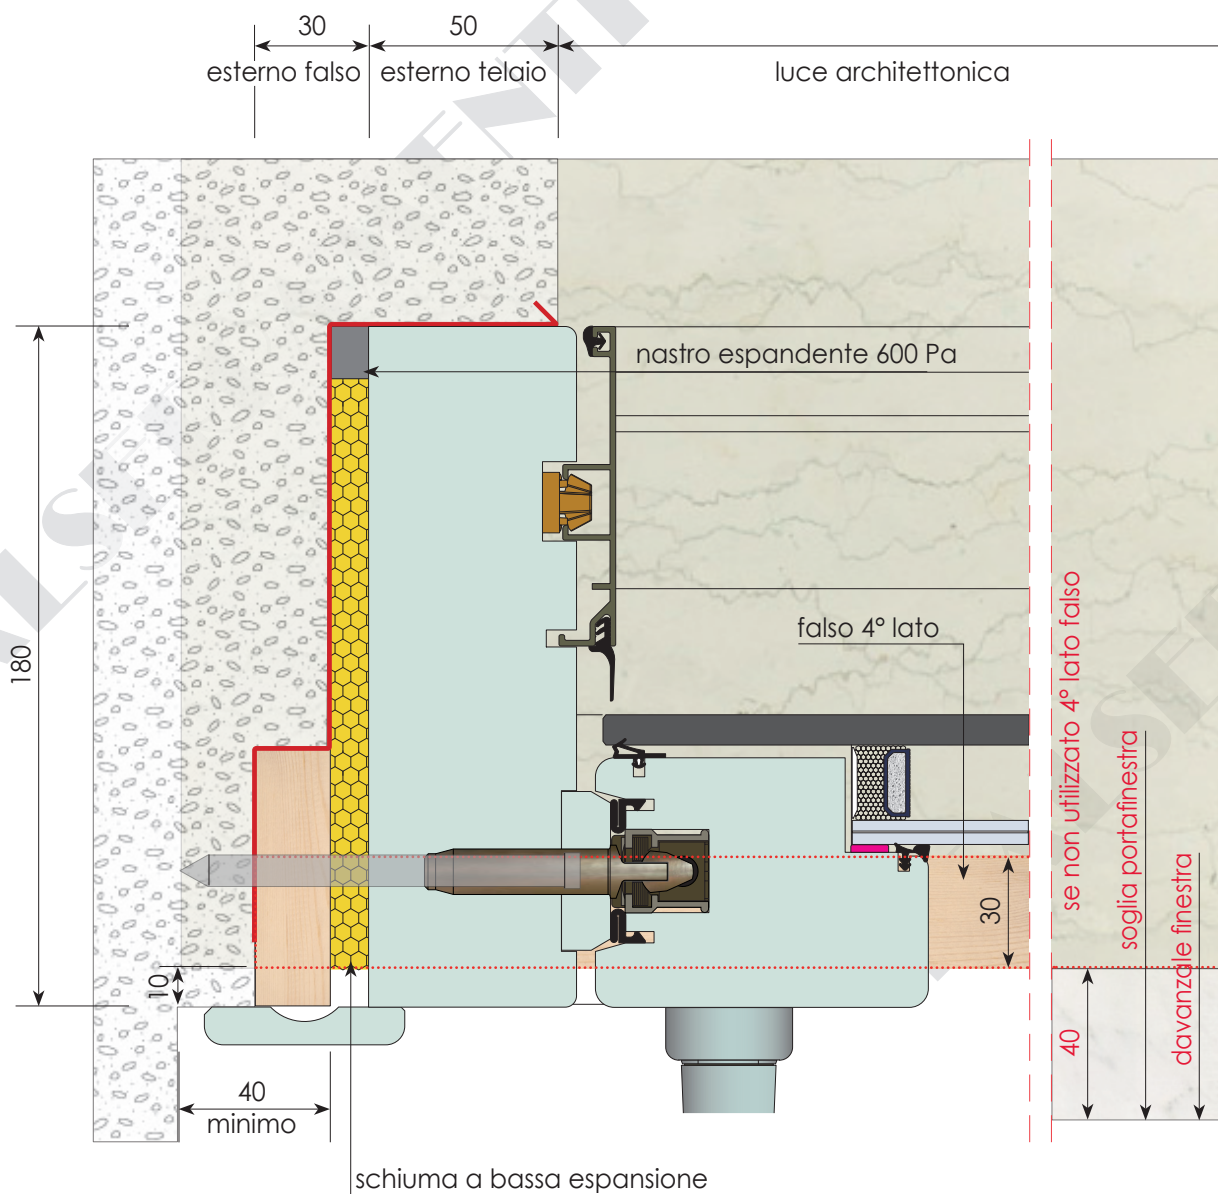 30
50
esterno falso
esterno telaio
luce architettonica
nastro espandente 600 Pa
falso 4° lato
180
10
30
40
minimo
schiuma a bassa espansione
se non utilizzato 4° lato falso
soglia portafinestra
davanzale finestra
40